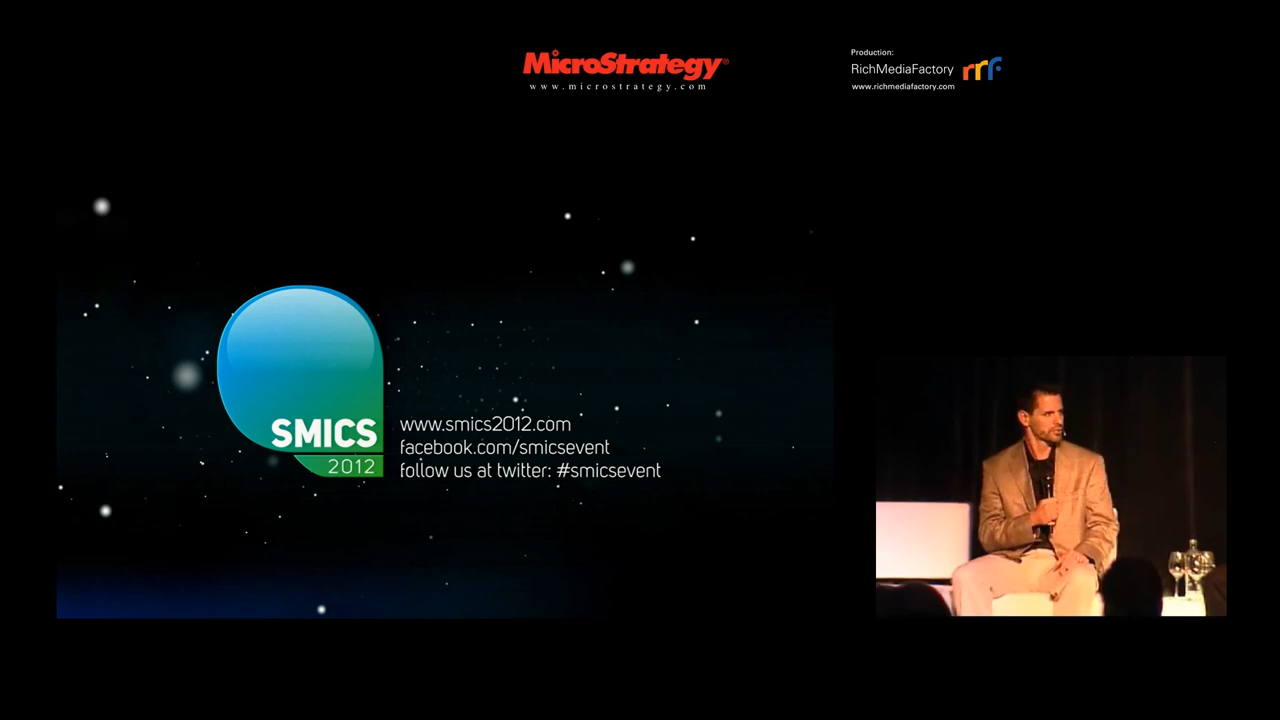 MicroStrategy®
www.microstrategy.com
Production:
RichMediaFactory rrf
www.richmediafactory.com
SMICS
2012
www.smics2012.com
facebook.com/smicsevent
follow us at twitter: #smicsevent